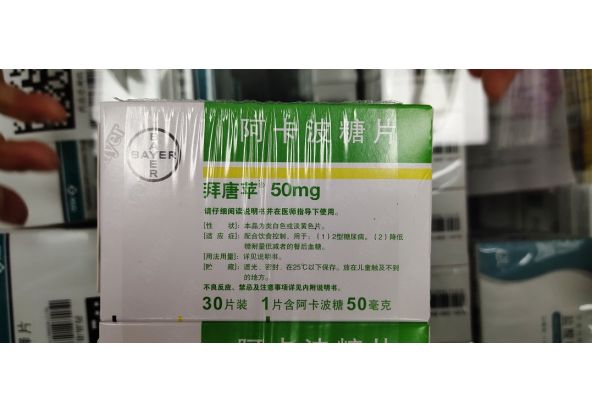 Bayer
BAYER
BAYER
阿卡波糖片
拜唐苹® 50mg
请仔细阅读说明书并在医师指导下使用。
[性 状]: 本品为类白色或淡黄色片。
[适应症]: 配合饮食控制, 用于: (1) 2型糖尿病。(2) 降低
糖耐量低减者的餐后血糖。
[用法用量]: 详见说明书。
[贮 藏]: 遮光、密封, 在25℃以下保存。放在儿童触及不到
的地方。
不良反应、禁忌及注意事项详见内附说明书。
30片装 1片含阿卡波糖50毫克
阿卡波糖片